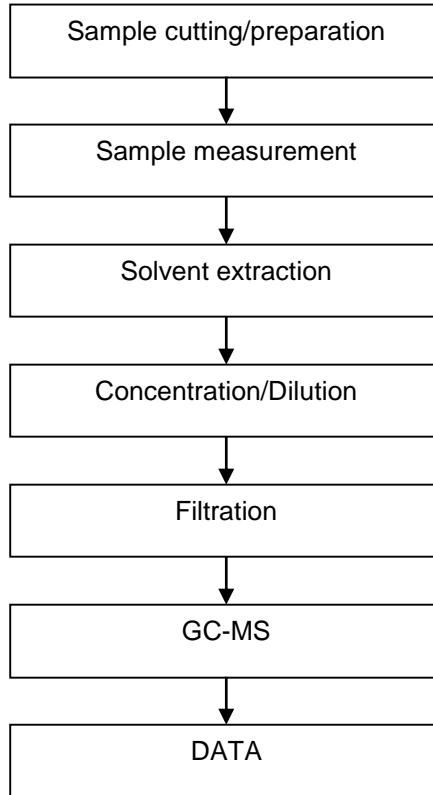 Sample cutting/preparation
Sample measurement
Solvent extraction
Concentration/Dilution
Filtration
GC-MS
DATA